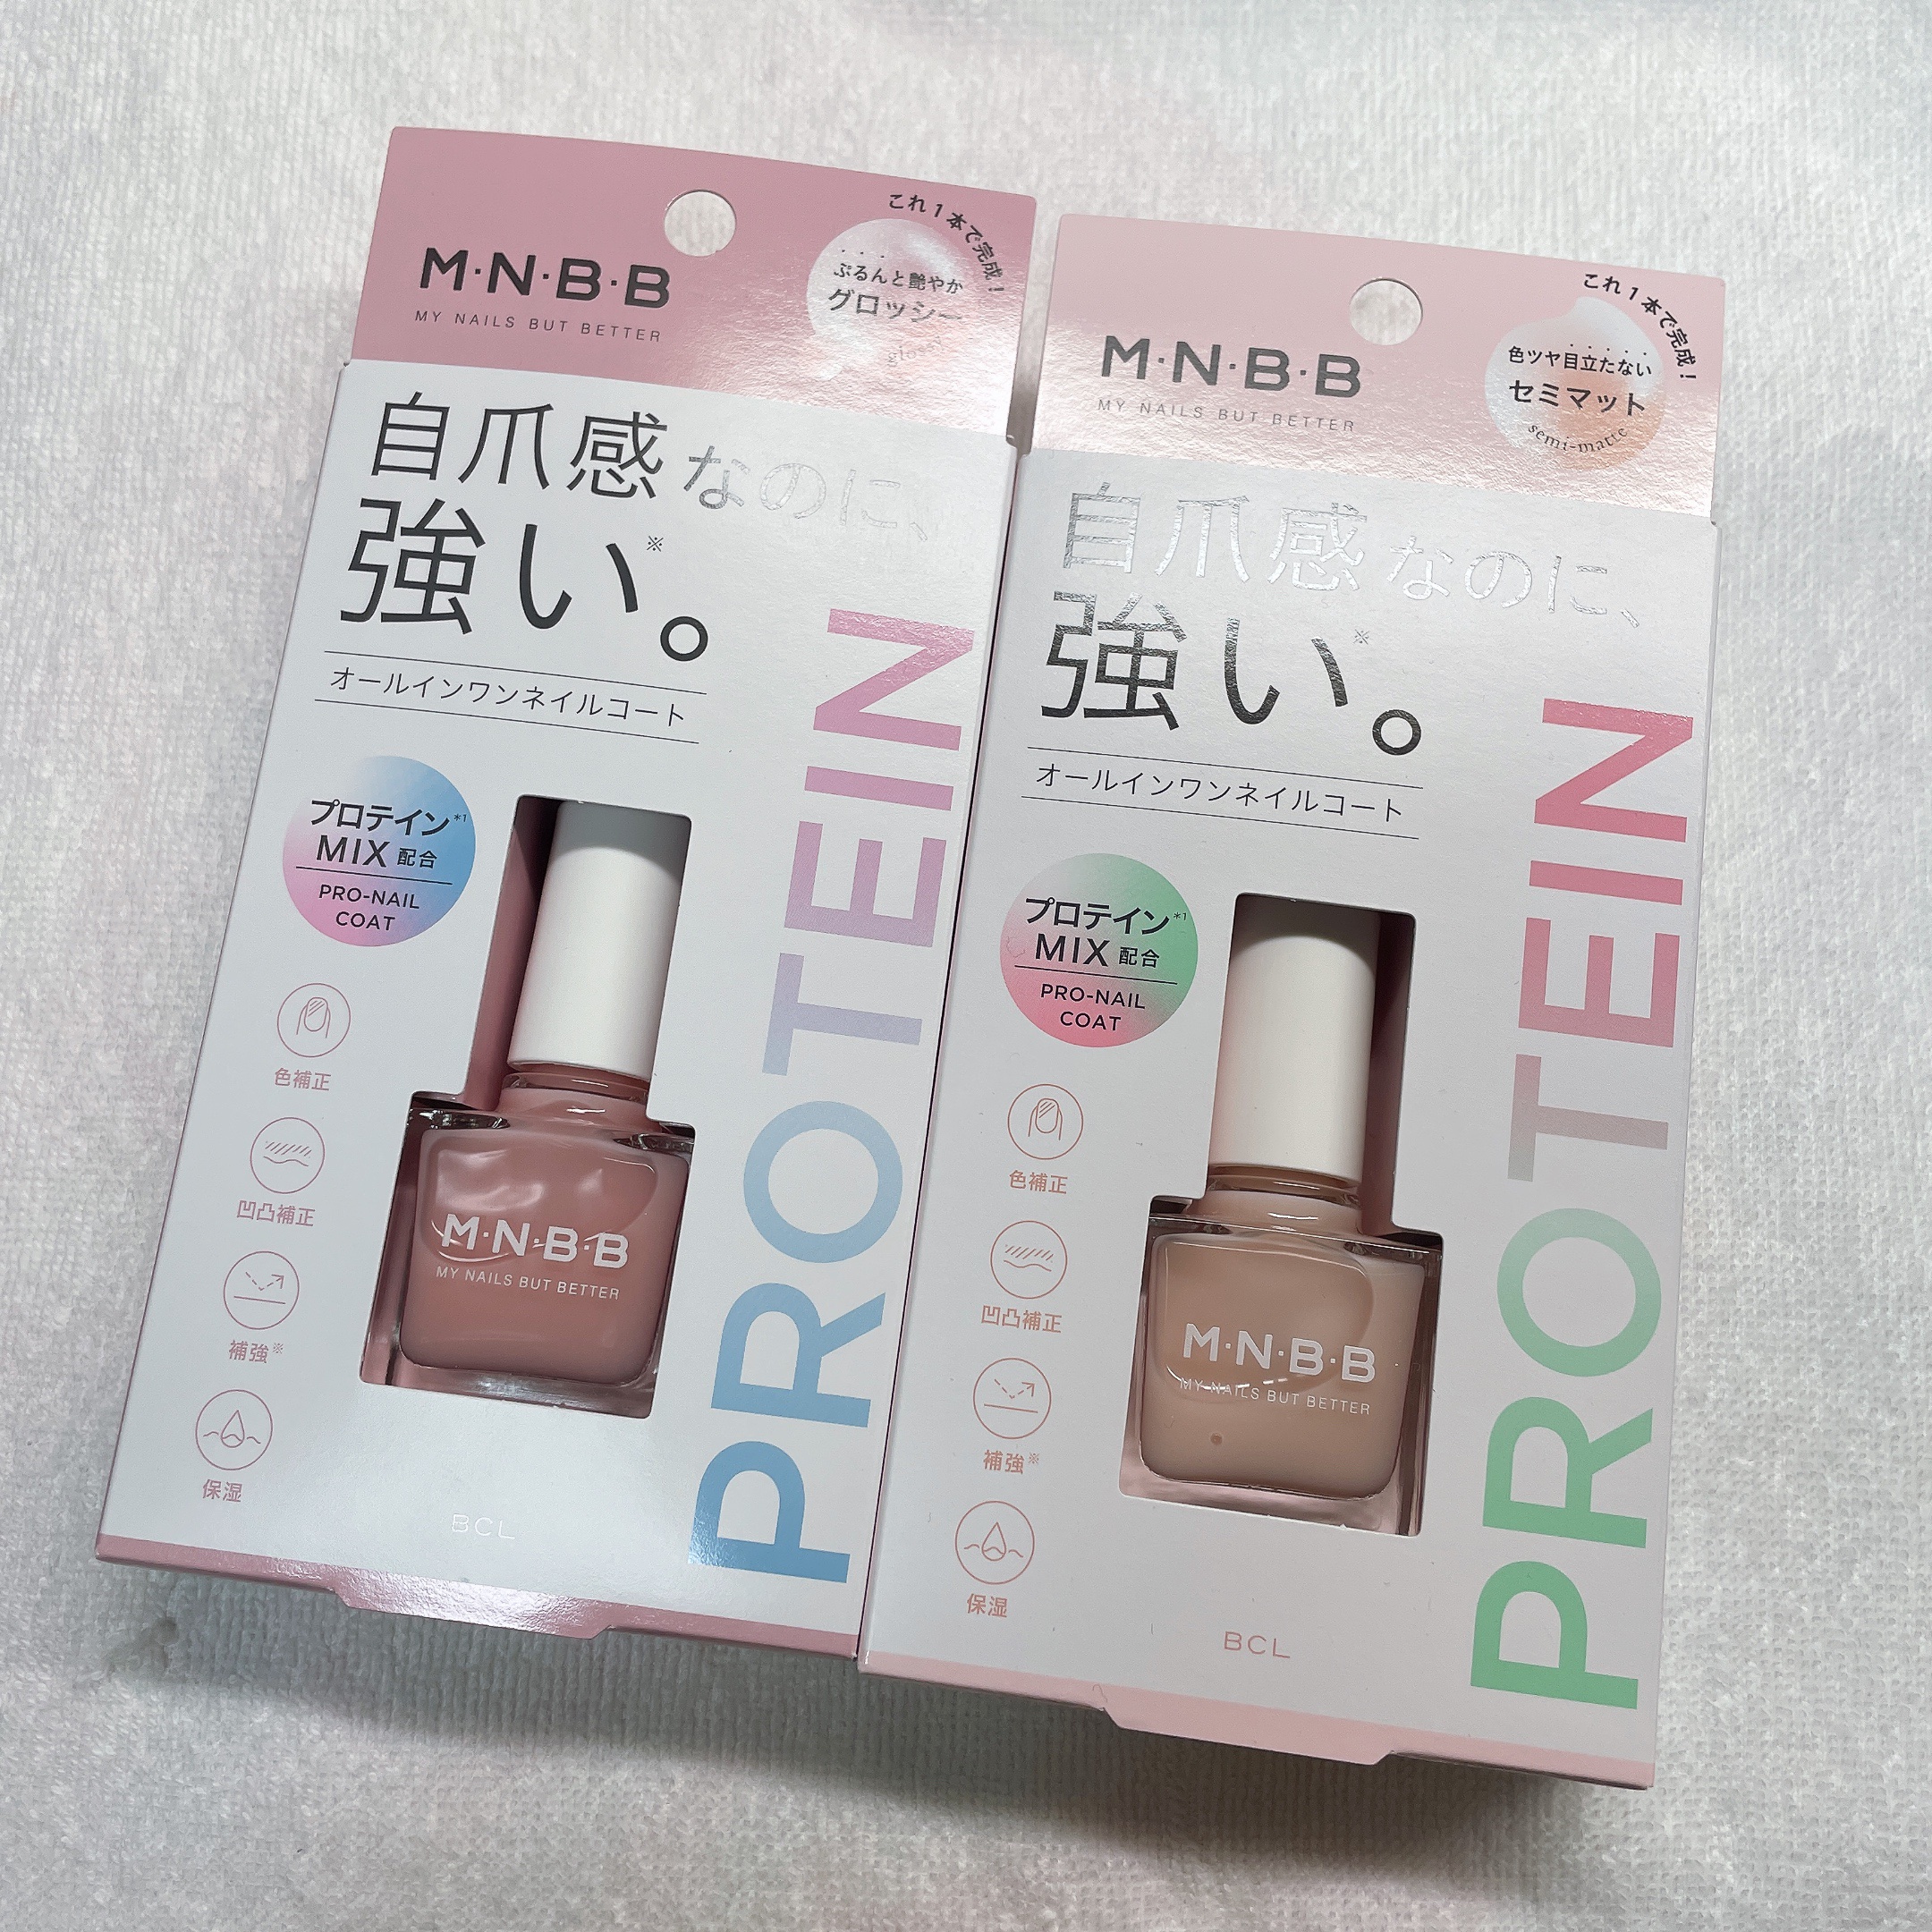 M·N·B·B
MY NAILS BUT BETTER
これ1本で完成！
ぷるんと艶やか
グロッシー
glossy
自爪感なのに、
強い。※
オールインワンネイルコート
プロテイン*1
MIX 配合
PRO-NAIL
COAT
色補正
凹凸補正
補強※
保湿
M·N·B·B
MY NAILS BUT BETTER
PROTEIN
BCL
M·N·B·B
MY NAILS BUT BETTER
これ1本で完成！
色ツヤ目立たない
セミマット
semi-matte
自爪感なのに、
強い。※
オールインワンネイルコート
プロテイン*1
MIX 配合
PRO-NAIL
COAT
色補正
凹凸補正
補強※
保湿
M·N·B·B
MY NAILS BUT BETTER
PROTEIN
BCL